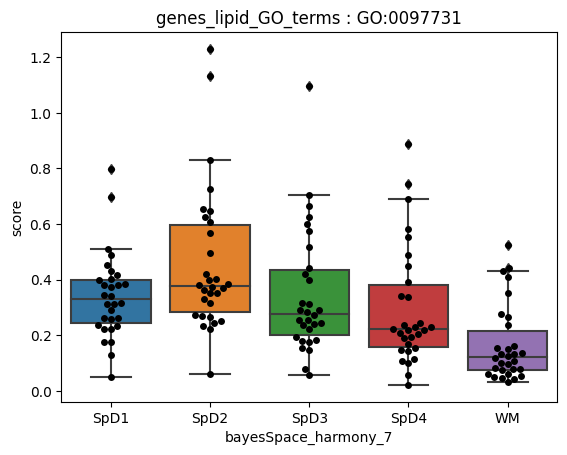 genes_lipid_GO_terms : GO:0097731
1.2
1.0
0.8
0.6
0.4
0.2
0.0
score
SpD1 SpD2 SpD3 SpD4 WM
bayesSpace_harmony_7